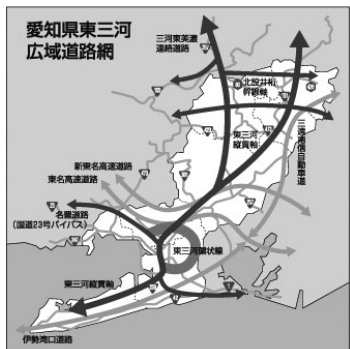 愛知県東三河
広域道路網
三河東美濃
連絡道路
北設井桁
幹線軸
東三河
縦貫軸
三遠南信自動車道
新東名高速道路
東名高速道路
名豊道路
(国道23号バイパス)
東三河環状線
東三河縦貫軸
伊勢湾口道路
1